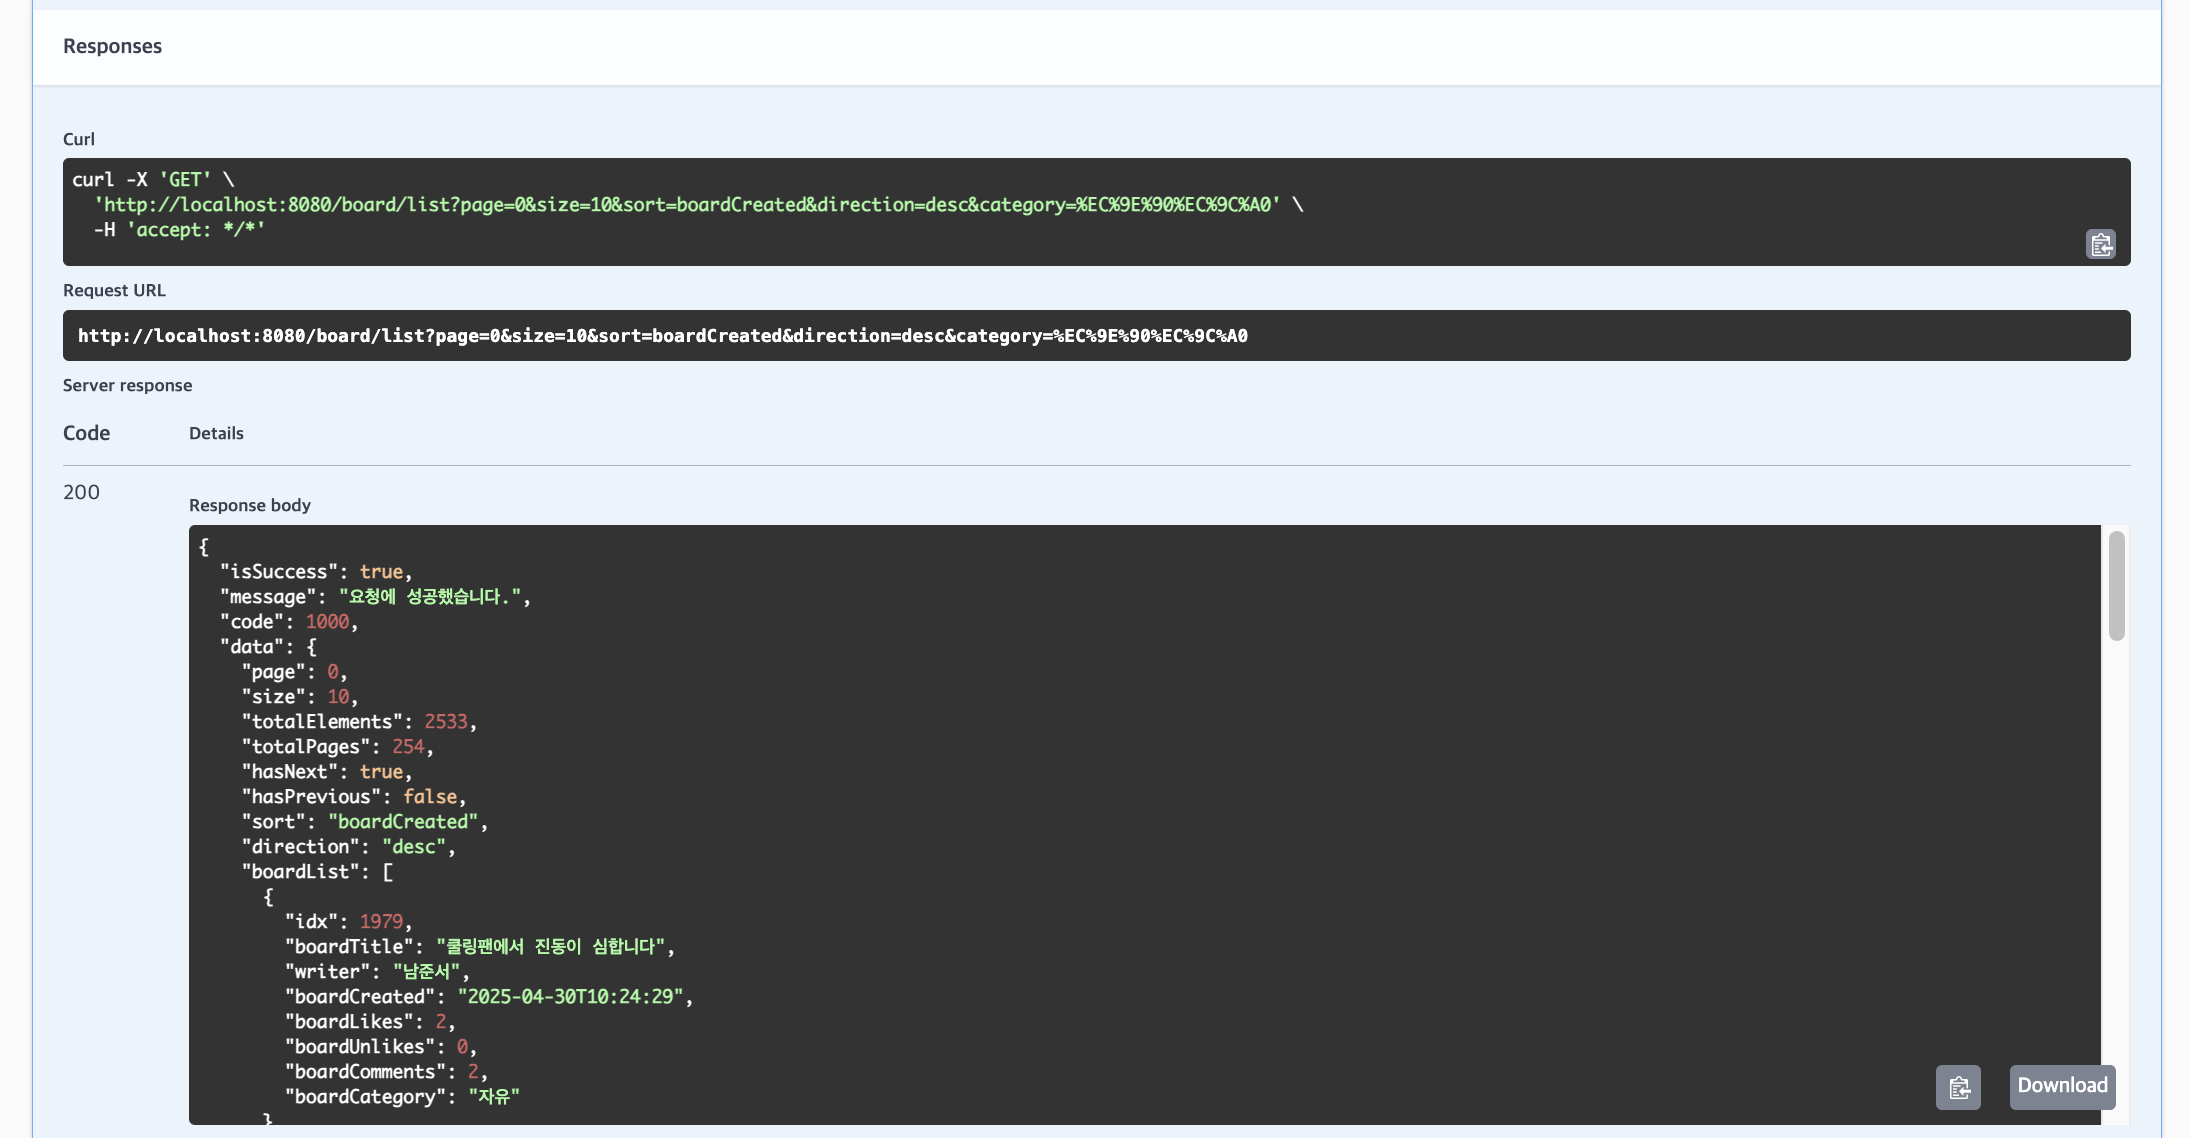 Responses
Curl
curl -X 'GET' \
  'http://localhost:8080/board/list?page=0&size=10&sort=boardCreated&direction=desc&category=%EC%9E%90%EC%9C%A0' \
  -H 'accept: */*'
Request URL
http://localhost:8080/board/list?page=0&size=10&sort=boardCreated&direction=desc&category=%EC%9E%90%EC%9C%A0
Server response
Code Details
200
Response body
{
  "isSuccess": true,
  "message": "요청에 성공했습니다.",
  "code": 1000,
  "data": {
    "page": 0,
    "size": 10,
    "totalElements": 2533,
    "totalPages": 254,
    "hasNext": true,
    "hasPrevious": false,
    "sort": "boardCreated",
    "direction": "desc",
    "boardList": [
      {
        "idx": 1979,
        "boardTitle": "쿨링팬에서 진동이 심합니다",
        "writer": "남준서",
        "boardCreated": "2025-04-30T10:24:29",
        "boardLikes": 2,
        "boardUnlikes": 0,
        "boardComments": 2,
        "boardCategory": "자유"
      }
Download